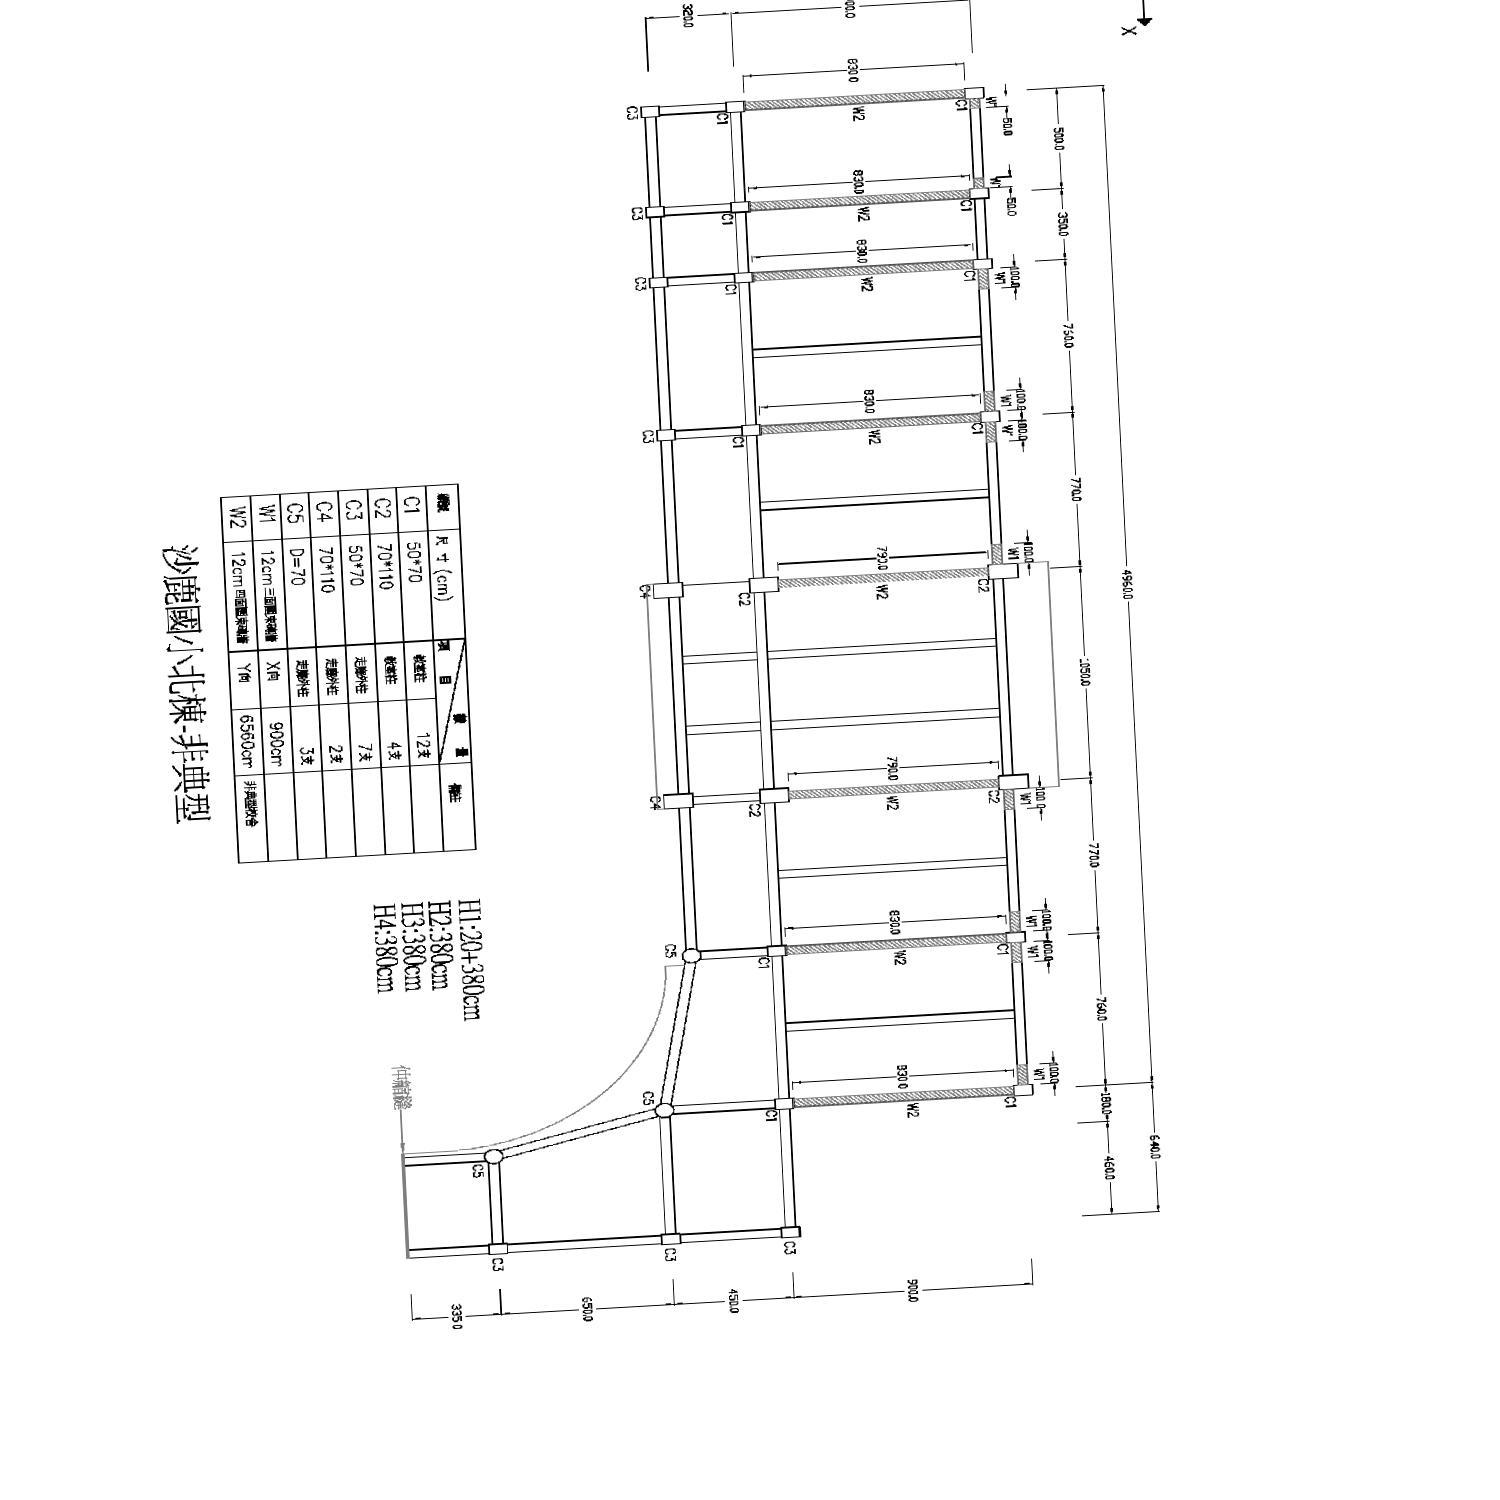 X
320.0
00.0
830.0
C3
C1
W2
C1
W1
50.0
500.0
830.0
C3
C1
W2
C1
W1
50.0
350.0
830.0
C3
C1
W2
C1
W1
100.0
760.0
830.0
C3
C1
W2
C1
W1
100.0
W1
100.0
770.0
790.0
C4
C2
W2
C2
W1
100.0
1050.0
4960.0
790.0
C4
C2
W2
C2
W1
100.0
770.0
830.0
C5
C1
W2
C1
W1
100.0
W1
100.0
760.0
830.0
C5
C1
W2
C1
W1
100.0
180.0
460.0
640.0
C5
C3
C3
C3
335.0
650.0
450.0
900.0
伸縮縫
編號 尺寸(cm) 項目 數量 備註
C1 50*70 教室柱 12支
C2 70*110 教室柱 4支
C3 50*70 走廊外柱 7支
C4 70*110 走廊外柱 2支
C5 D=70 走廊外柱 3支
W1 12cm三面圍束磚牆 X向 900cm
W2 12cm四面圍束磚牆 Y向 6560cm 非典型校舍
H1:20+380cm
H2:380cm
H3:380cm
H4:380cm
沙鹿國小北棟-非典型